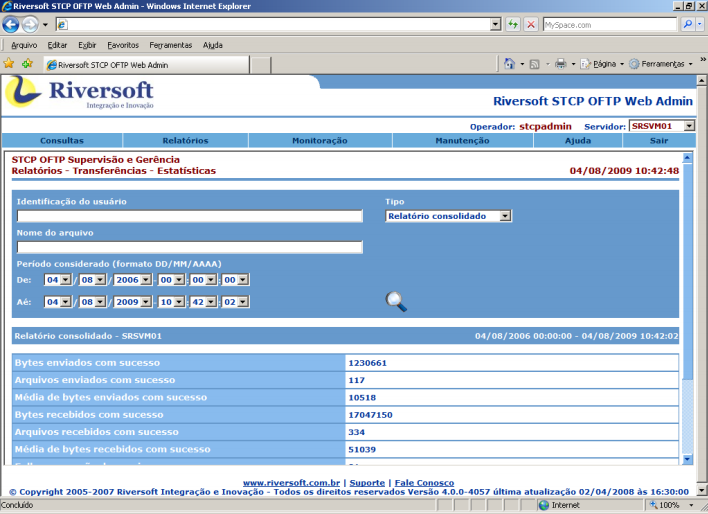 Riversoft STCP OFTP Web Admin - Windows Internet Explorer
MySpace.com
Arquivo Editar Exibir Favoritos Ferramentas Ajuda
Riversoft STCP OFTP Web Admin
Página Ferramentas
Riversoft
Integração e Inovação
Riversoft STCP OFTP Web Admin
Operador: stcpadmin Servidor: SRSVM01
Consultas Relatórios Monitoração Manutenção Ajuda Sair
STCP OFTP Supervisão e Gerência
Relatórios - Transferências - Estatísticas 04/08/2009 10:42:48
Identificação do usuário Tipo
Relatório consolidado
Nome do arquivo
Período considerado (formato DD/MM/AAAA)
De: 04 / 08 / 2006 - 00 : 00 : 00
Até: 04 / 08 / 2009 - 10 : 42 : 02
Relatório consolidado - SRSVM01 04/08/2006 00:00:00 - 04/08/2009 10:42:02
Bytes enviados com sucesso 1230661
Arquivos enviados com sucesso 117
Média de bytes enviados com sucesso 10518
Bytes recebidos com sucesso 17047150
Arquivos recebidos com sucesso 334
Média de bytes recebidos com sucesso 51039
www.riversoft.com.br | Suporte | Fale Conosco
© Copyright 2005-2007 Riversoft Integração e Inovação - Todos os direitos reservados Versão 4.0.0-4057 última atualização 02/04/2008 às 16:30:00
Concluído Internet 100%